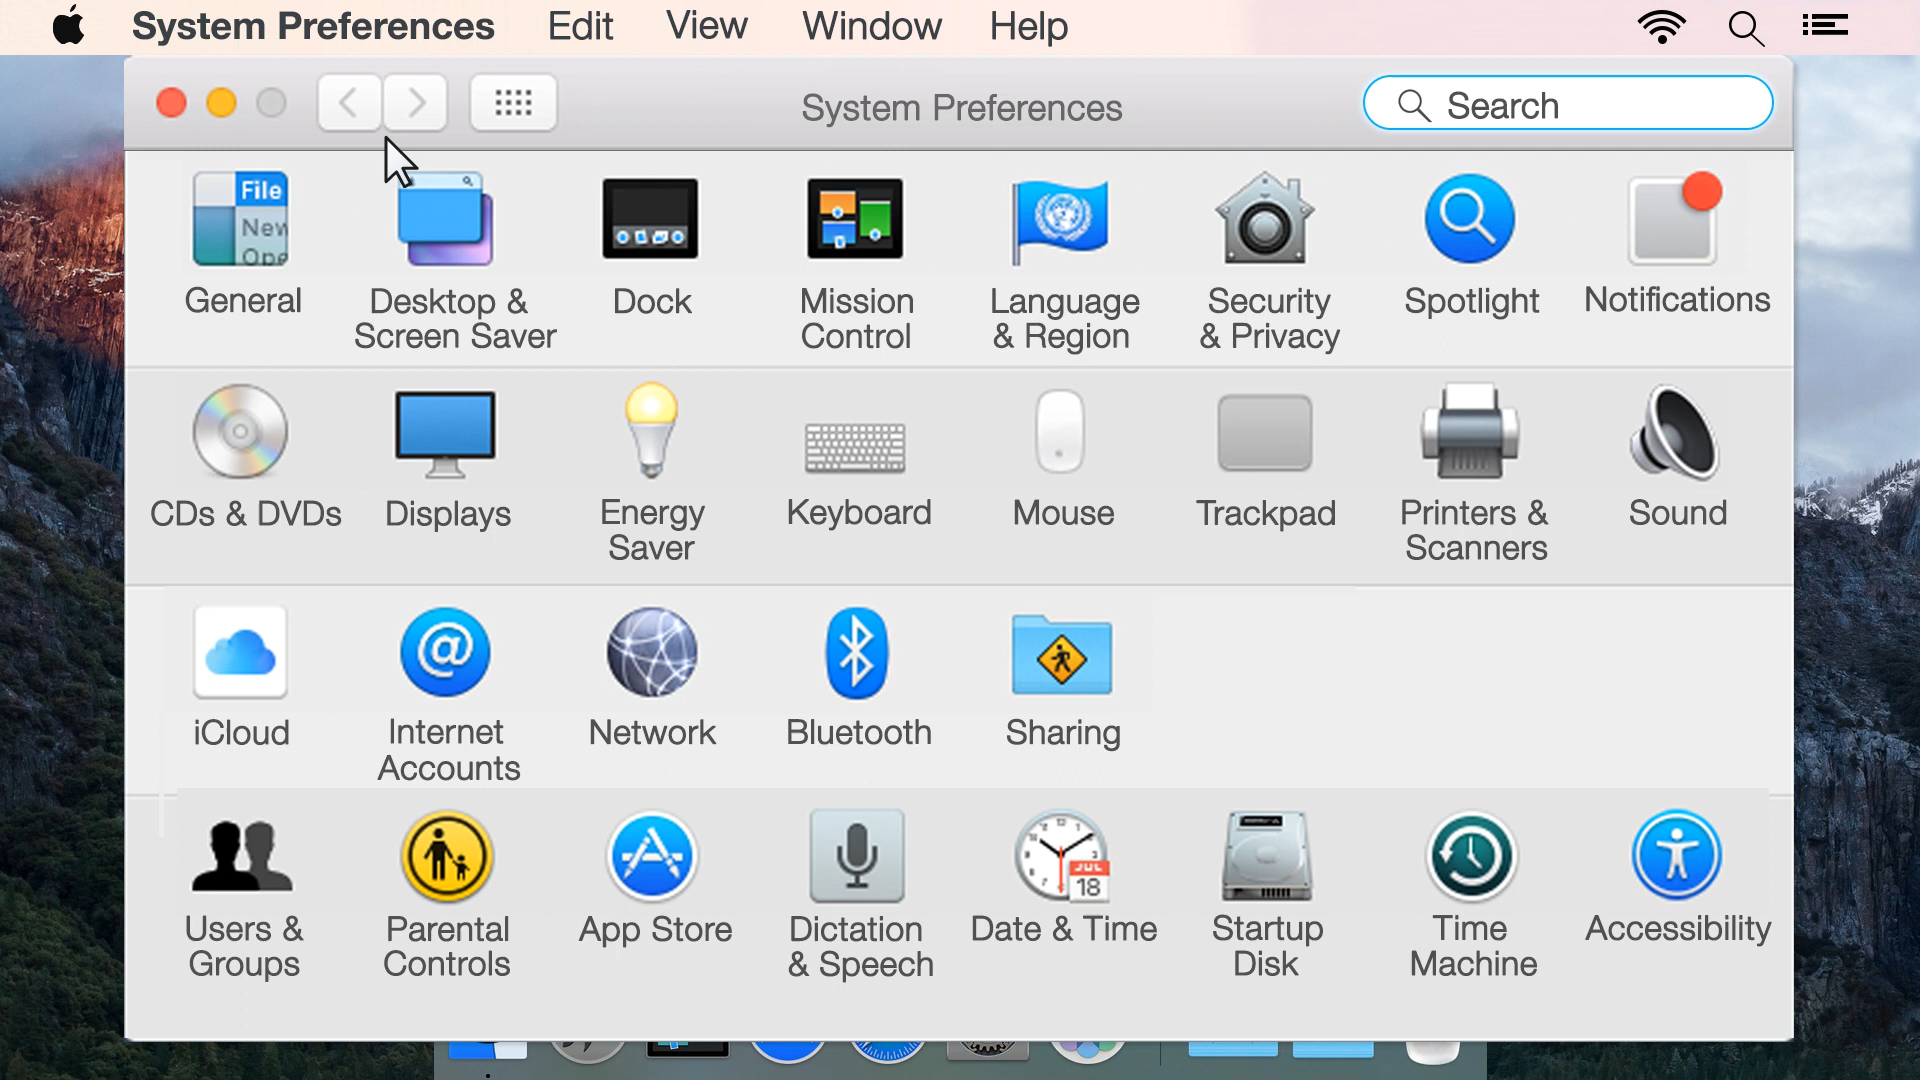 System Preferences Edit View Window Help
System Preferences
Search
File
New
Ope
General
Desktop &
Screen Saver
Dock
Mission
Control
Language
& Region
Security
& Privacy
Spotlight
Notifications
CDs & DVDs
Displays
Energy
Saver
Keyboard
Mouse
Trackpad
Printers &
Scanners
Sound
iCloud
Internet
Accounts
Network
Bluetooth
Sharing
JUL
18
Users &
Groups
Parental
Controls
App Store
Dictation
& Speech
Date & Time
Startup
Disk
Time
Machine
Accessibility